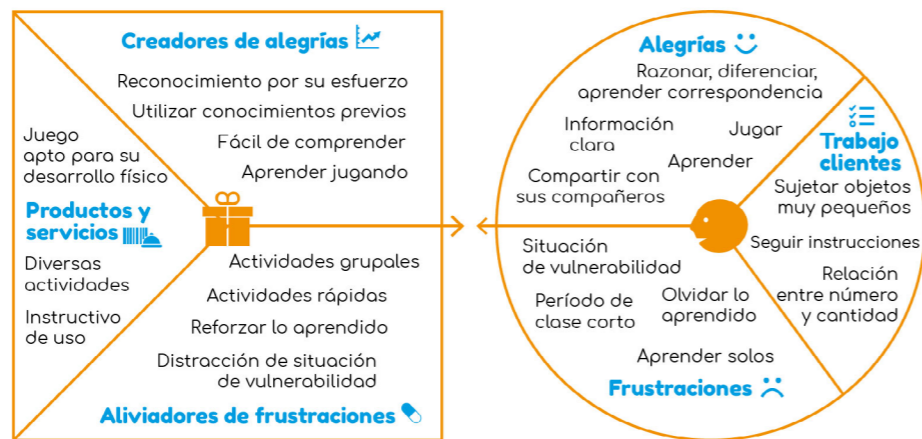 Creadores de alegrías
Reconocimiento por su esfuerzo
Utilizar conocimientos previos
Fácil de comprender
Aprender jugando
Juego
apto para su
desarrollo físico
Productos y
servicios
Diversas
actividades
Instructivo
de uso
Actividades grupales
Actividades rápidas
Reforzar lo aprendido
Distracción de situación
de vulnerabilidad
Aliviadores de frustraciones
Alegrías
Razonar, diferenciar,
aprender correspondencia
Información
clara
Jugar
Aprender
Compartir con
sus compañeros
Trabajo
clientes
Sujetar objetos
muy pequeños
Seguir instrucciones
Relación
entre número
y cantidad
Situación
de vulnerabilidad
Período de
clase corto
Olvidar lo
aprendido
Aprender solos
Frustraciones